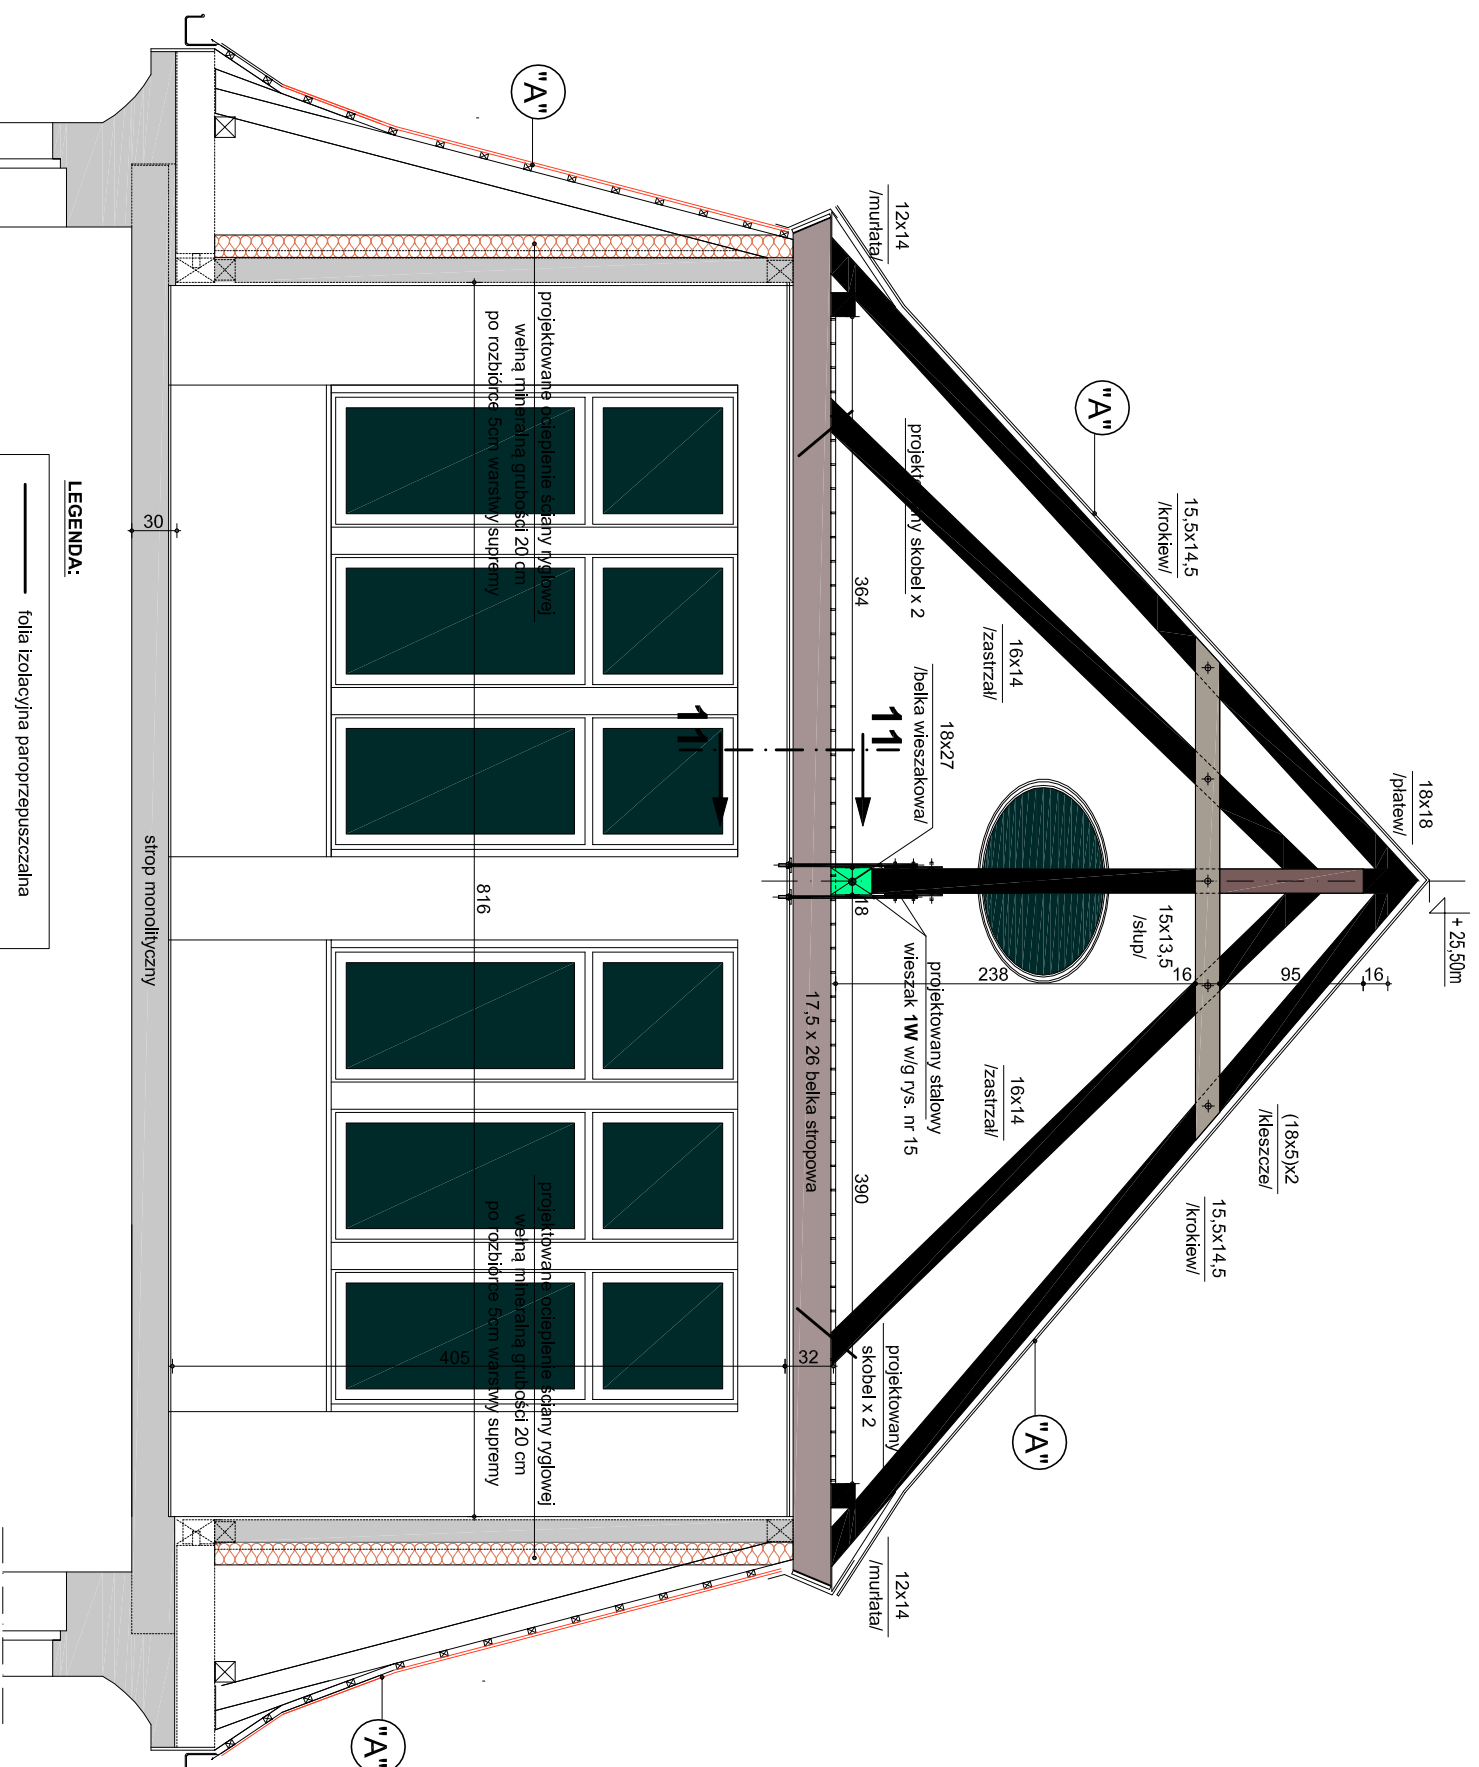 + 25,50m
18x18
/płatew/
"A"
15,5x14,5
/krokiew/
12x14
/murłata/
projektowany skobel x 2
364
16x14
/zastrzał/
18x27
/belka wieszakowa/
11
11
15x13,5
/słup/
18
238
16
95
16
projektowany stalowy
wieszak 1W w/g rys. nr 15
17,5 x 26 belka stropowa
16x14
/zastrzał/
(18x5)x2
/kleszcze/
15,5x14,5
/krokiew/
390
"A"
projektowany
skobel x 2
12x14
/murłata/
"A"
projektowane ocieplenie ściany ryglowej
wełną mineralną grubości 20 cm
po rozbiórce 5cm warstwy supremy
816
projektowane ocieplenie ściany ryglowej
wełną mineralną grubości 20 cm
po rozbiórce 5cm warstwy supremy
405
32
"A"
30
strop monolityczny
LEGENDA:
folia izolacyjna paroprzepuszczalna